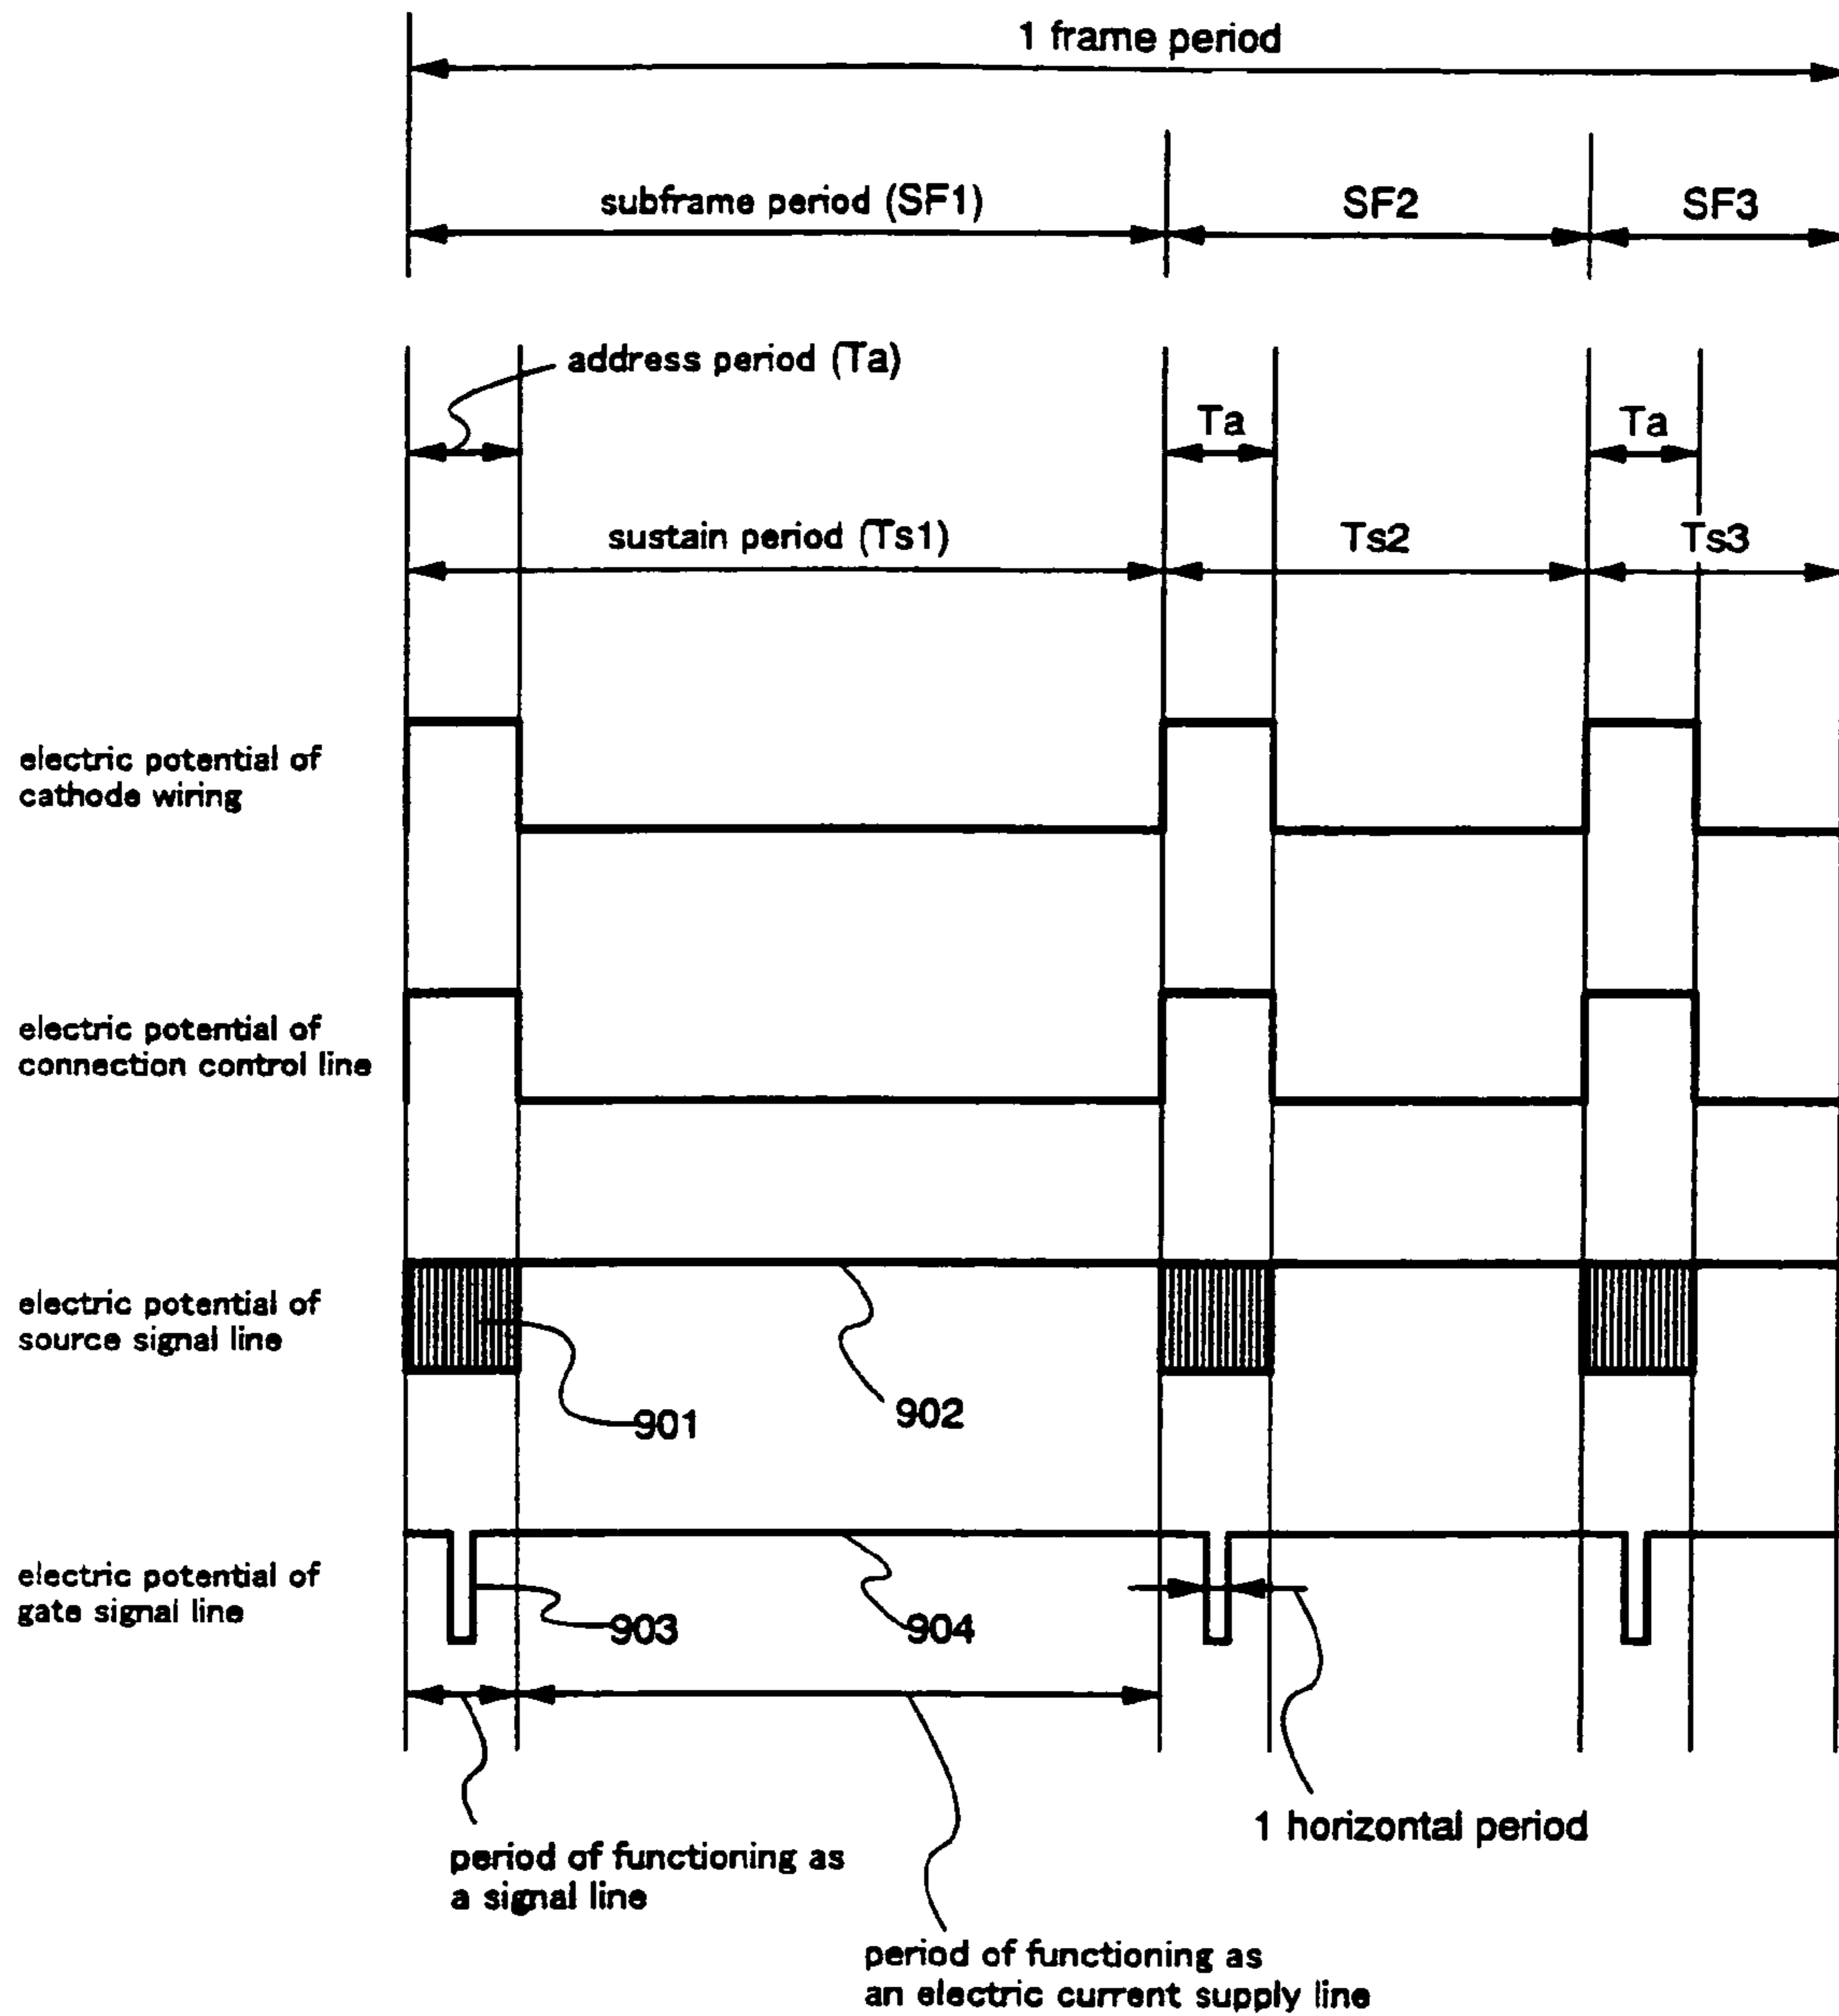 1 frame period
subframe period (SF1)
SF2
SF3
address period (Ta)
Ta
Ta
sustain period (Ts1)
Ts2
Ts3
electric potential of
cathode wiring
electric potential of
connection control line
electric potential of
source signal line
901
902
electric potential of
gate signal line
903
904
1 horizontal period
period of functioning as
a signal line
period of functioning as
an electric current supply line